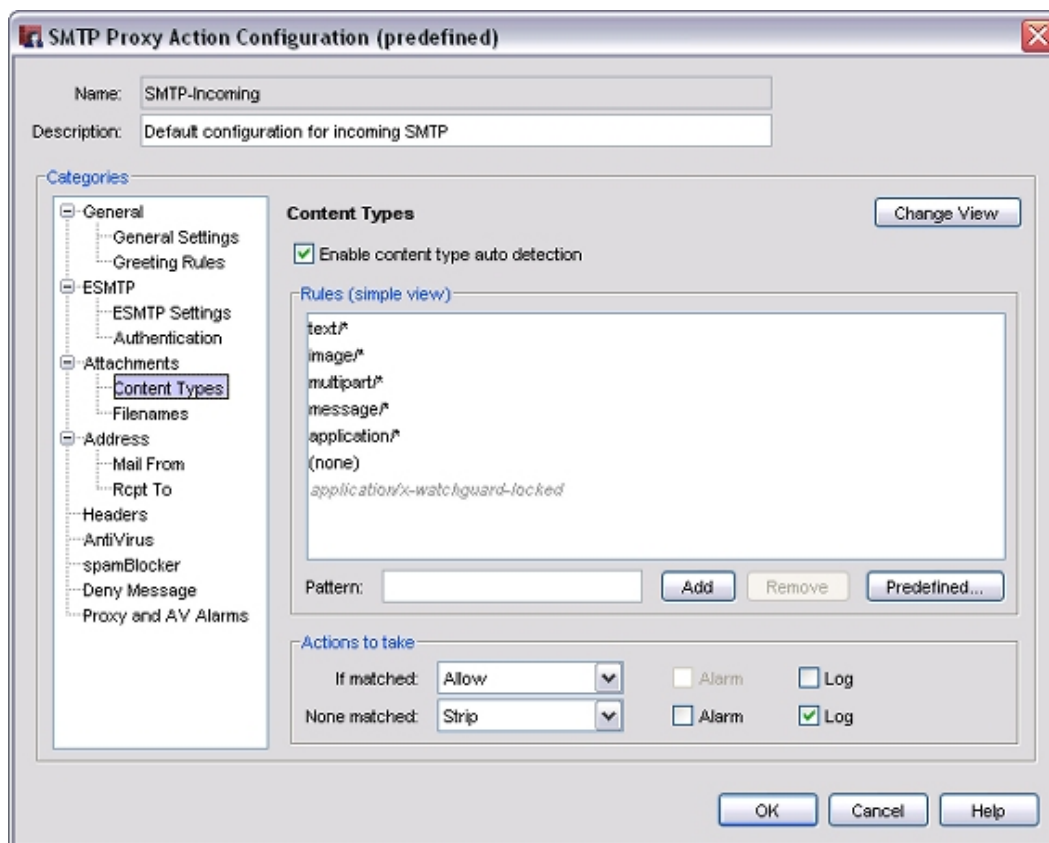 SMTP Proxy Action Configuration (predefined)
Name: SMTP-Incoming
Description: Default configuration for incoming SMTP
Categories
General
General Settings
Greeting Rules
ESMTP
ESMTP Settings
Authentication
Attachments
Content Types
Filenames
Address
Mail From
Rcpt To
Headers
AntiVirus
spamBlocker
Deny Message
Proxy and AV Alarms
Content Types Change View
Enable content type auto detection
Rules (simple view)
text/*
image/*
multipart/*
message/*
application/*
(none)
application/x-watchguard-locked
Pattern: Add Remove Predefined...
Actions to take
If matched: Allow Alarm Log
None matched: Strip Alarm Log
OK Cancel Help